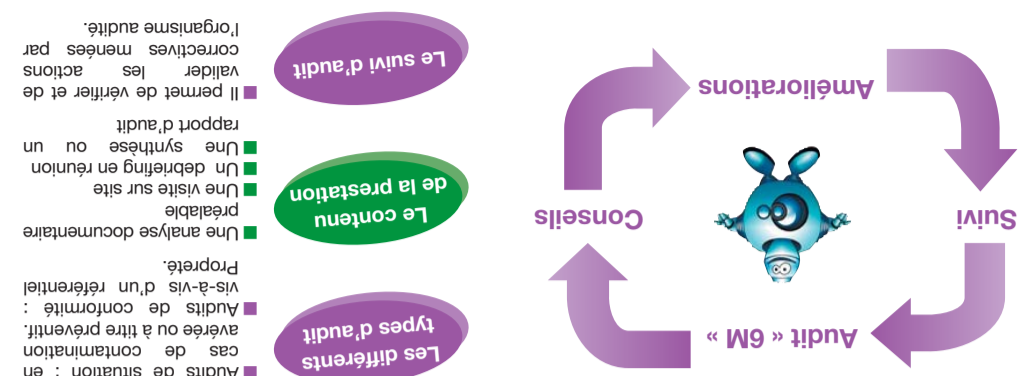 Audit « 6M »
Conseils
Améliorations
Suivi
Les différents
types d'audit
Audits de situation : en
cas de contamination
avérée ou à titre préventif.
Audits de conformité :
vis-à-vis d'un référentiel
Propreté.
Le contenu
de la prestation
Une analyse documentaire
préalable
Une visite sur site
Un debriefing en réunion
Une synthèse ou un
rapport d'audit
Le suivi d'audit
Il permet de vérifier et de
valider les actions
correctives menées par
l'organisme audité.